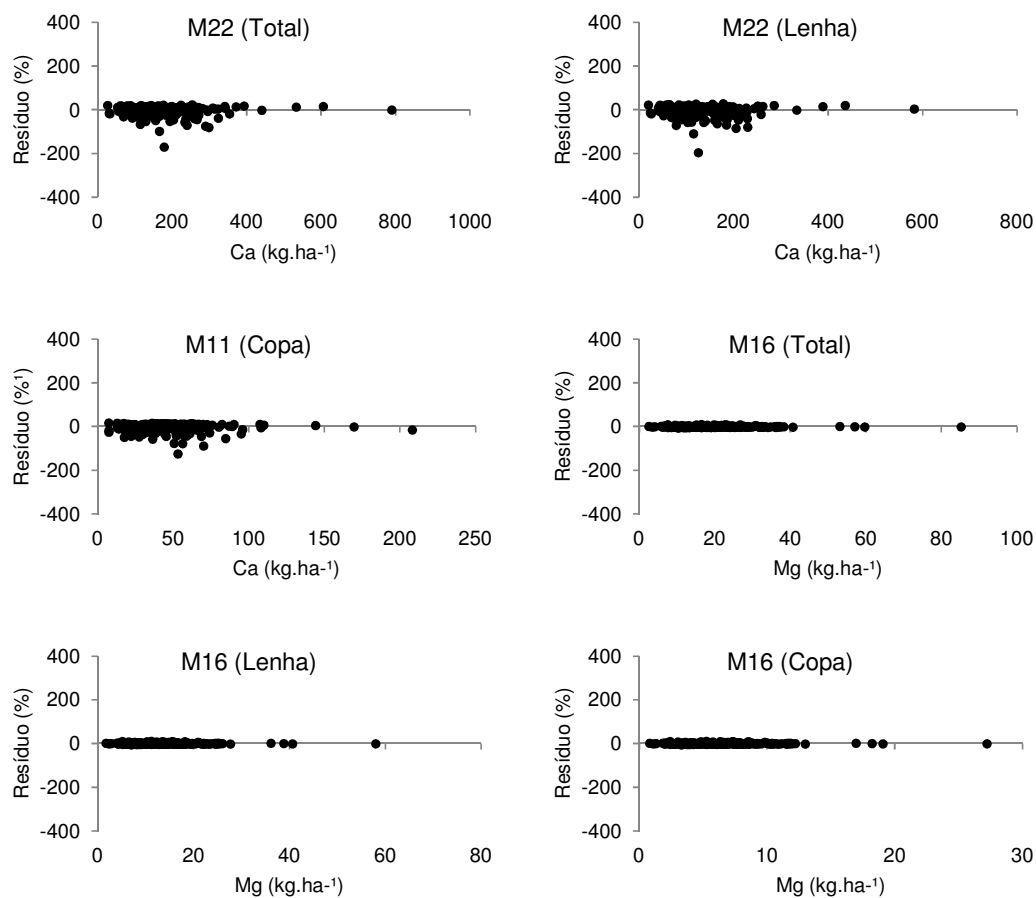 M22 (Total)
Resíduo (%)
400
200
0
-200
-400
0 200 400 600 800 1000
Ca (kg.ha-¹)
M22 (Lenha)
Resíduo (%)
400
200
0
-200
-400
0 200 400 600 800
Ca (kg.ha-¹)
M11 (Copa)
Resíduo (%¹)
400
200
0
-200
-400
0 50 100 150 200 250
Ca (kg.ha-¹)
M16 (Total)
Resíduo (%)
400
200
0
-200
-400
0 20 40 60 80 100
Mg (kg.ha-¹)
M16 (Lenha)
Resíduo (%)
400
200
0
-200
-400
0 20 40 60 80
Mg (kg.ha-¹)
M16 (Copa)
Resíduo (%)
400
200
0
-200
-400
0 10 20 30
Mg (kg.ha-¹)